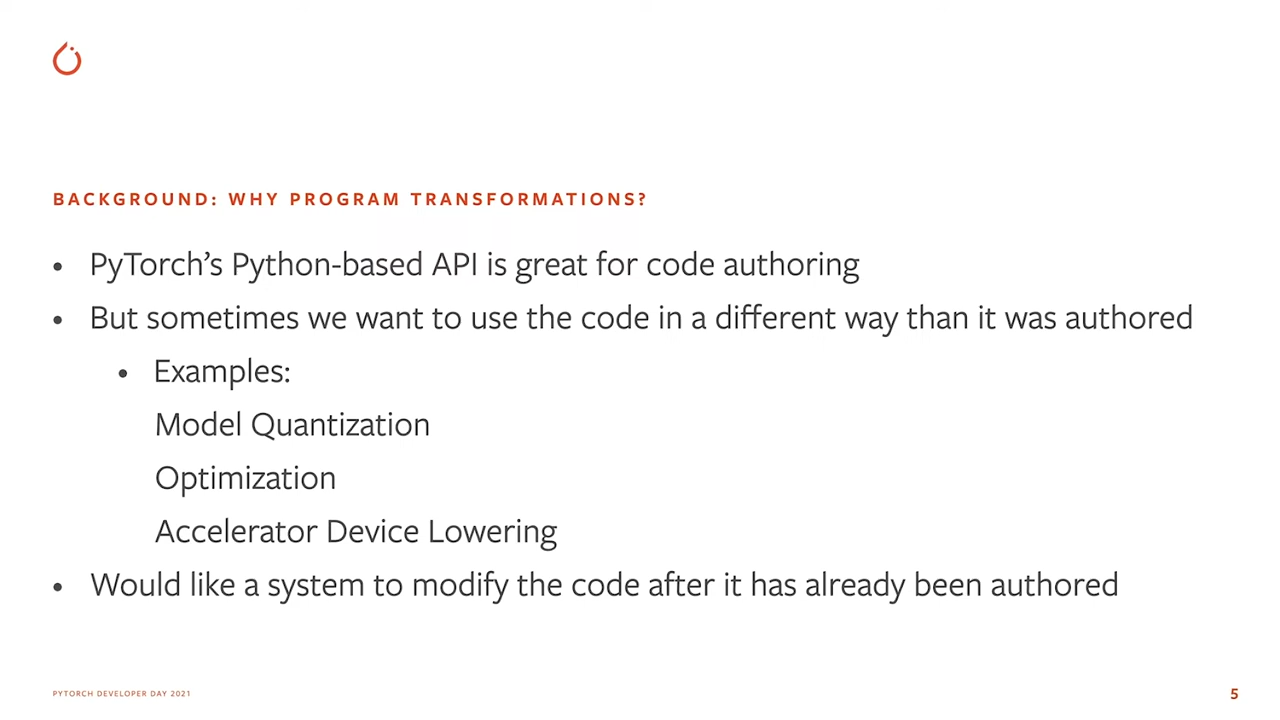 BACKGROUND: WHY PROGRAM TRANSFORMATIONS?
• PyTorch’s Python-based API is great for code authoring
• But sometimes we want to use the code in a different way than it was authored
• Examples:
Model Quantization
Optimization
Accelerator Device Lowering
• Would like a system to modify the code after it has already been authored
PYTORCH DEVELOPER DAY 2021
5